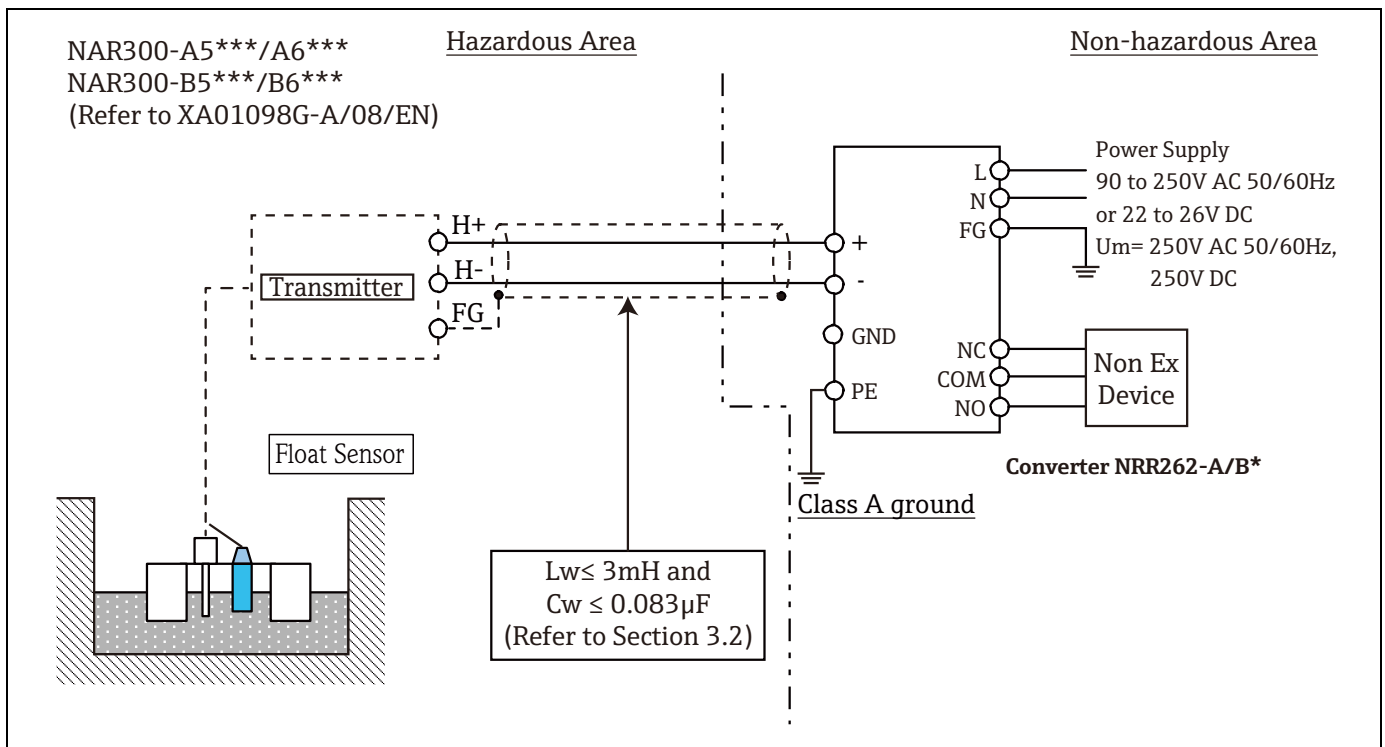 NAR300-A5***/A6***
NAR300-B5***/B6***
(Refer to XA01098G-A/08/EN)
Hazardous Area
Non-hazardous Area
Transmitter
H+
H-
FG
+
-
GND
PE
L
N
FG
NC
COM
NO
Power Supply
90 to 250V AC 50/60Hz
or 22 to 26V DC
Um= 250V AC 50/60Hz,
250V DC
Non Ex
Device
Converter NRR262-A/B*
Class A ground
Float Sensor
Lw≤ 3mH and
Cw ≤ 0.083µF
(Refer to Section 3.2)